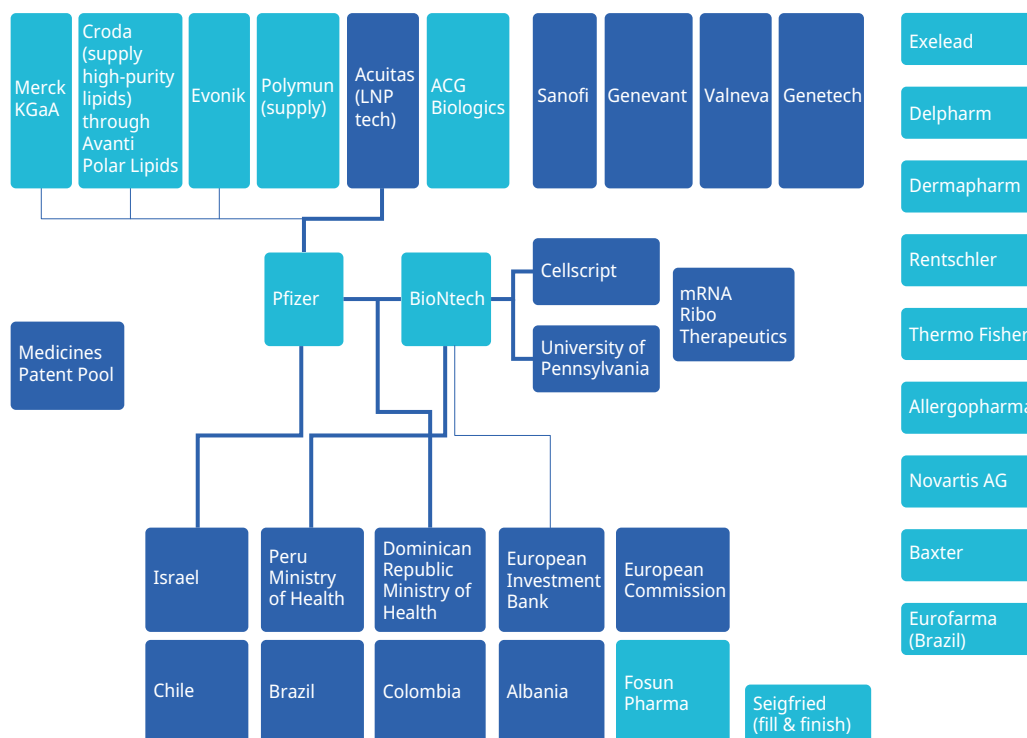 Merck
KGaA
Croda
(supply
high-purity
lipids)
through
Avanti
Polar Lipids
Evonik
Polymun
(supply)
Acuitas
(LNP
tech)
ACG
Biologics
Sanofi
Genevant
Valneva
Genetech
Exelead
Delpharm
Dermapharm
Rentschler
Thermo Fisher
Allergopharma
Novartis AG
Baxter
Eurofarma
(Brazil)
Pfizer
BioNtech
Cellscript
University of
Pennsylvania
mRNA
Ribo
Therapeutics
Medicines
Patent Pool
Israel
Peru
Ministry
of Health
Dominican
Republic
Ministry of
Health
European
Investment
Bank
European
Commission
Chile
Brazil
Colombia
Albania
Fosun
Pharma
Seigfried
(fill & finish)